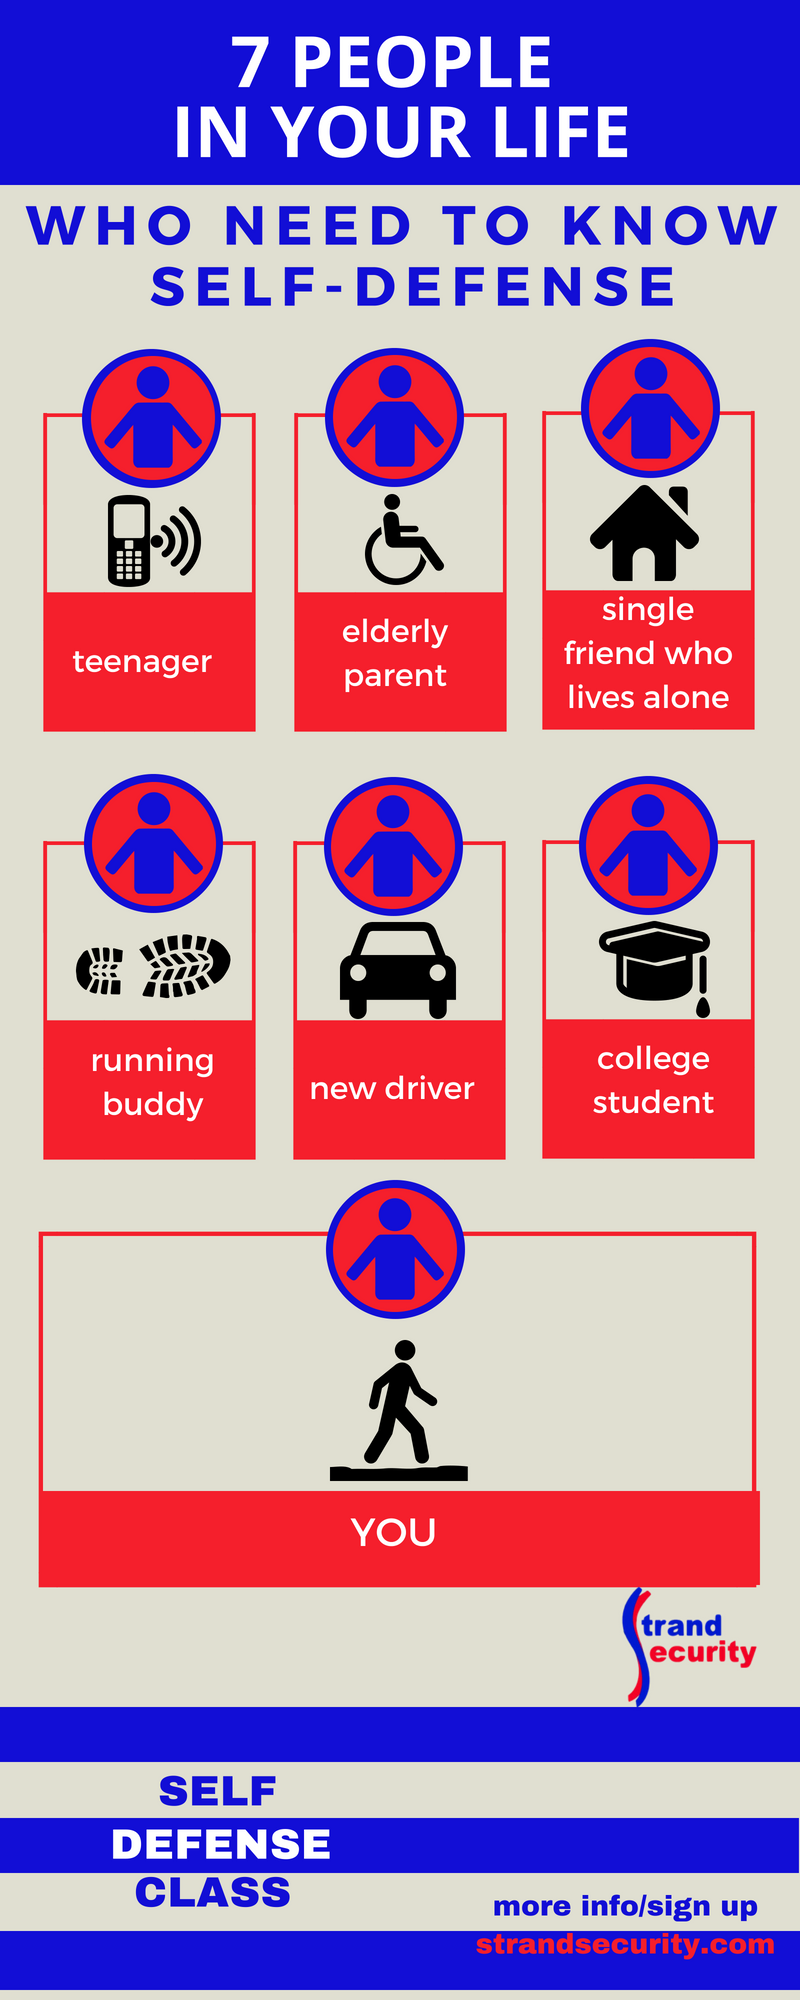 7 PEOPLE
IN YOUR LIFE
WHO NEED TO KNOW
SELF-DEFENSE
teenager
elderly
parent
single
friend who
lives alone
running
buddy
new driver
college
student
YOU
Strand
Security
SELF
DEFENSE
CLASS
more info/sign up
strandsecurity.com